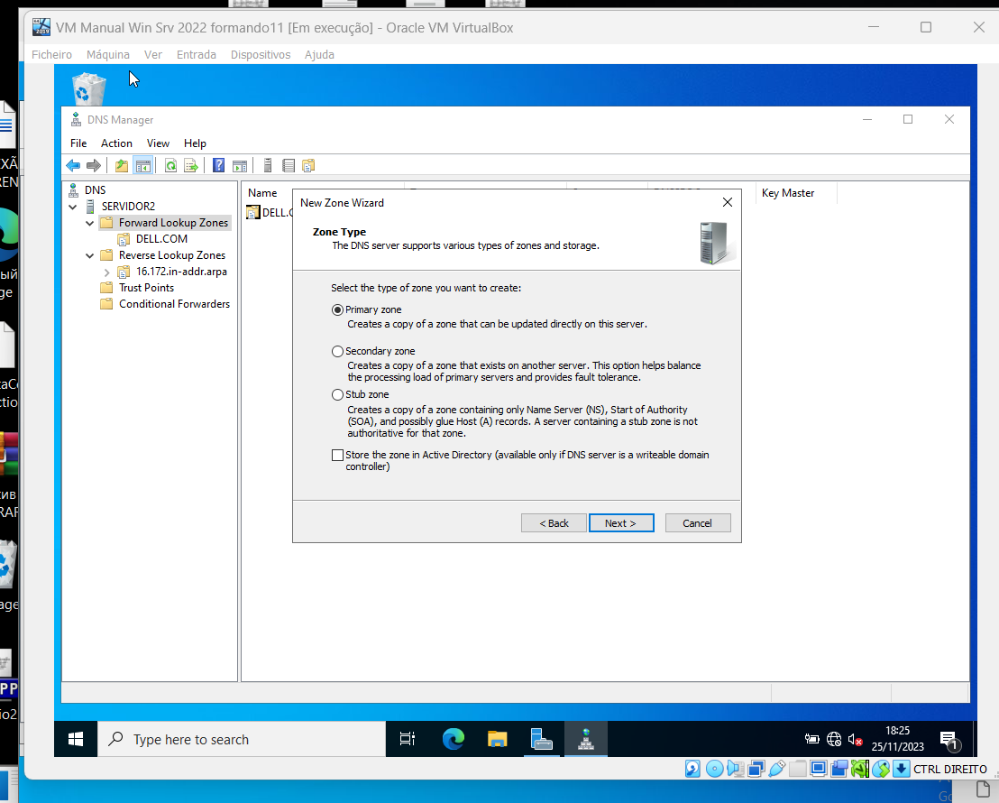 VM Manual Win Srv 2022 formando11 [Em execução] - Oracle VM VirtualBox
Ficheiro Máquina Ver Entrada Dispositivos Ajuda
DNS Manager
File Action View Help
DNS
SERVIDOR2
Forward Lookup Zones
DELL.COM
Reverse Lookup Zones
16.172.in-addr.arpa
Trust Points
Conditional Forwarders
Name
Key Master
DELL.C
New Zone Wizard
Zone Type
The DNS server supports various types of zones and storage.
Select the type of zone you want to create:
Primary zone
Creates a copy of a zone that can be updated directly on this server.
Secondary zone
Creates a copy of a zone that exists on another server. This option helps balance
the processing load of primary servers and provides fault tolerance.
Stub zone
Creates a copy of a zone containing only Name Server (NS), Start of Authority
(SOA), and possibly glue Host (A) records. A server containing a stub zone is not
authoritative for that zone.
Store the zone in Active Directory (available only if DNS server is a writeable domain
controller)
< Back
Next >
Cancel
Type here to search
18:25
25/11/2023
1
CTRL DIREITO